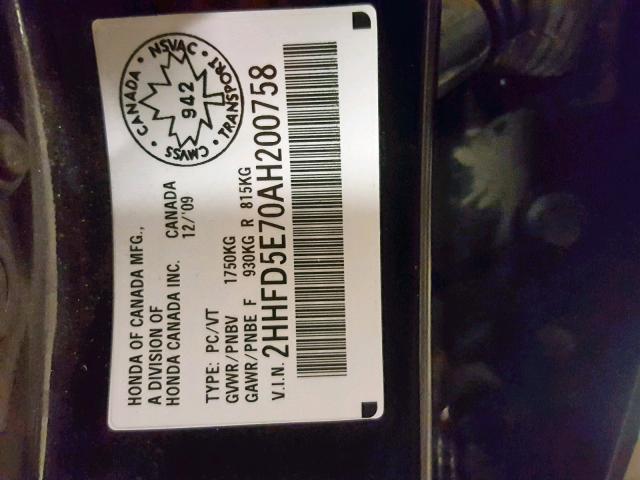 HONDA OF CANADA MFG.,
A DIVISION OF
HONDA CANADA INC. CANADA
12/'09
TYPE: PC/VT
GVWR/PNBV 1750KG
GAWR/PNBE F 930KG R 815KG
V.I.N. 2HHFD5E70AH200758
CANADA • NSVAC • TRANSPORT • CMVSS •
942